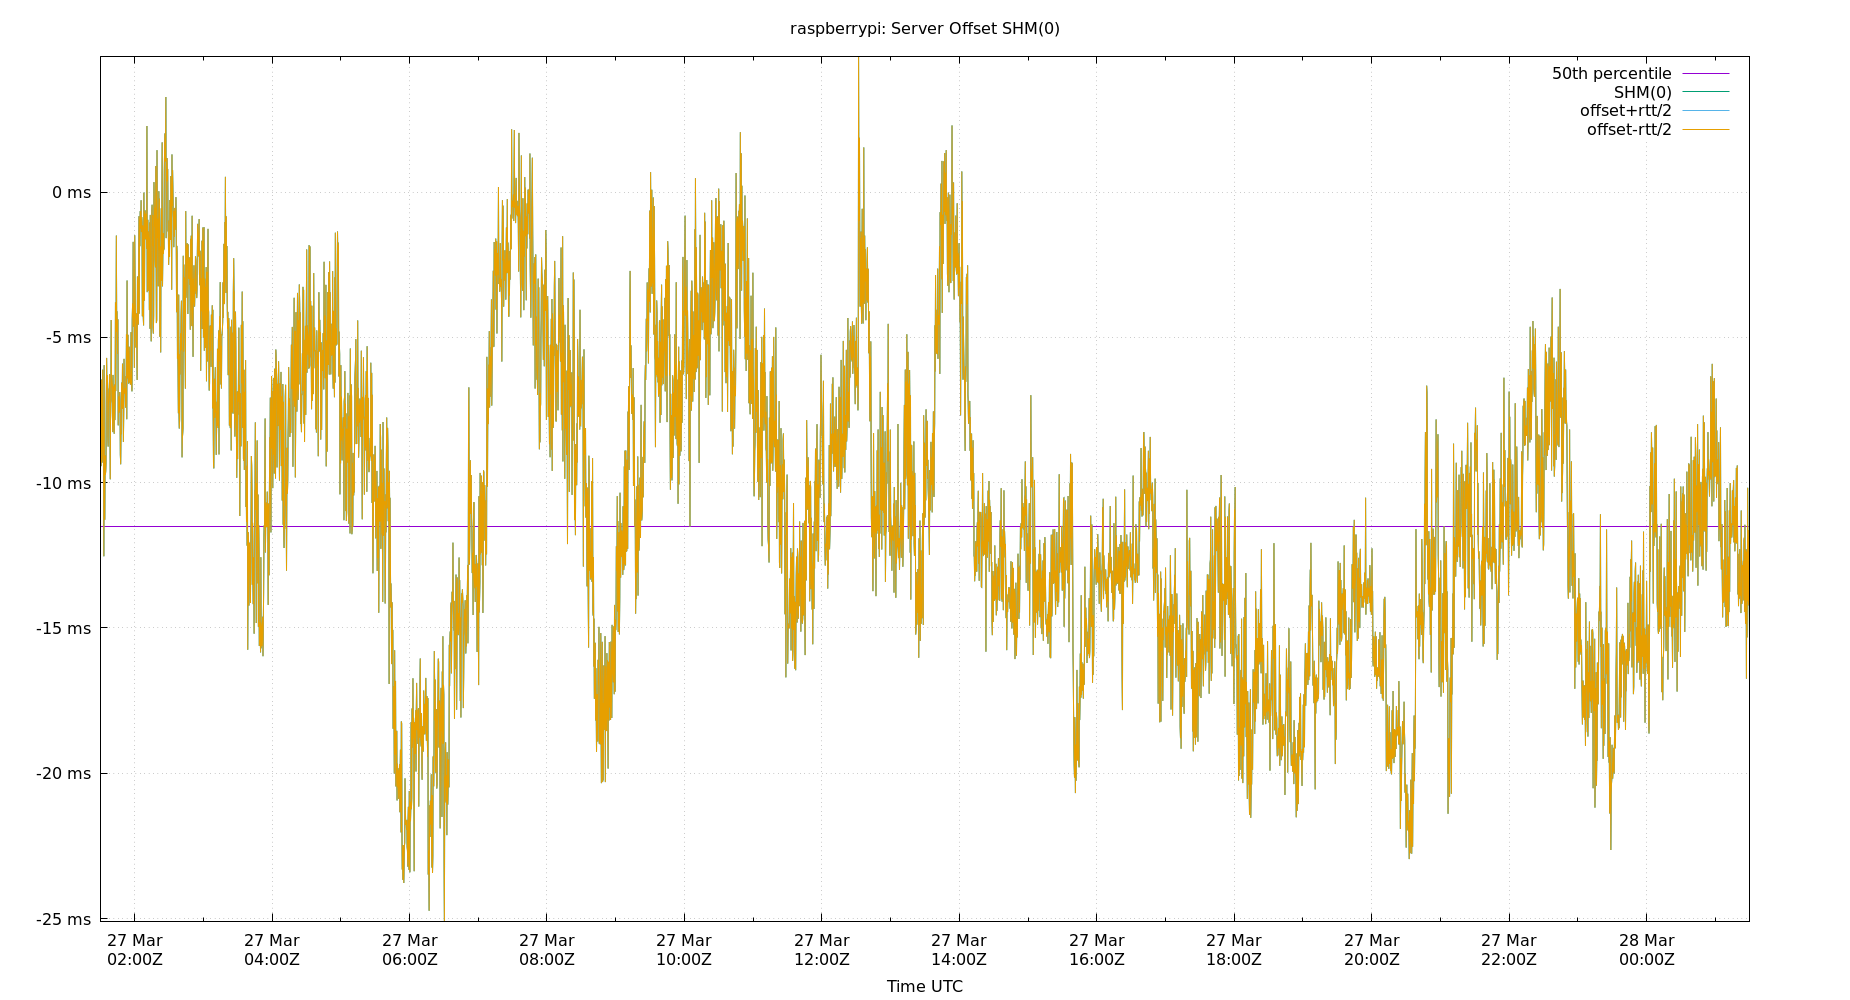 raspberrypi: Server Offset SHM(0)
50th percentile
SHM(0)
offset+rtt/2
offset-rtt/2
0 ms
-5 ms
-10 ms
-15 ms
-20 ms
-25 ms
27 Mar 27 Mar 27 Mar 27 Mar 27 Mar 27 Mar 27 Mar 27 Mar 27 Mar 27 Mar 27 Mar 28 Mar
02:00Z 04:00Z 06:00Z 08:00Z 10:00Z 12:00Z 14:00Z 16:00Z 18:00Z 20:00Z 22:00Z 00:00Z
Time UTC